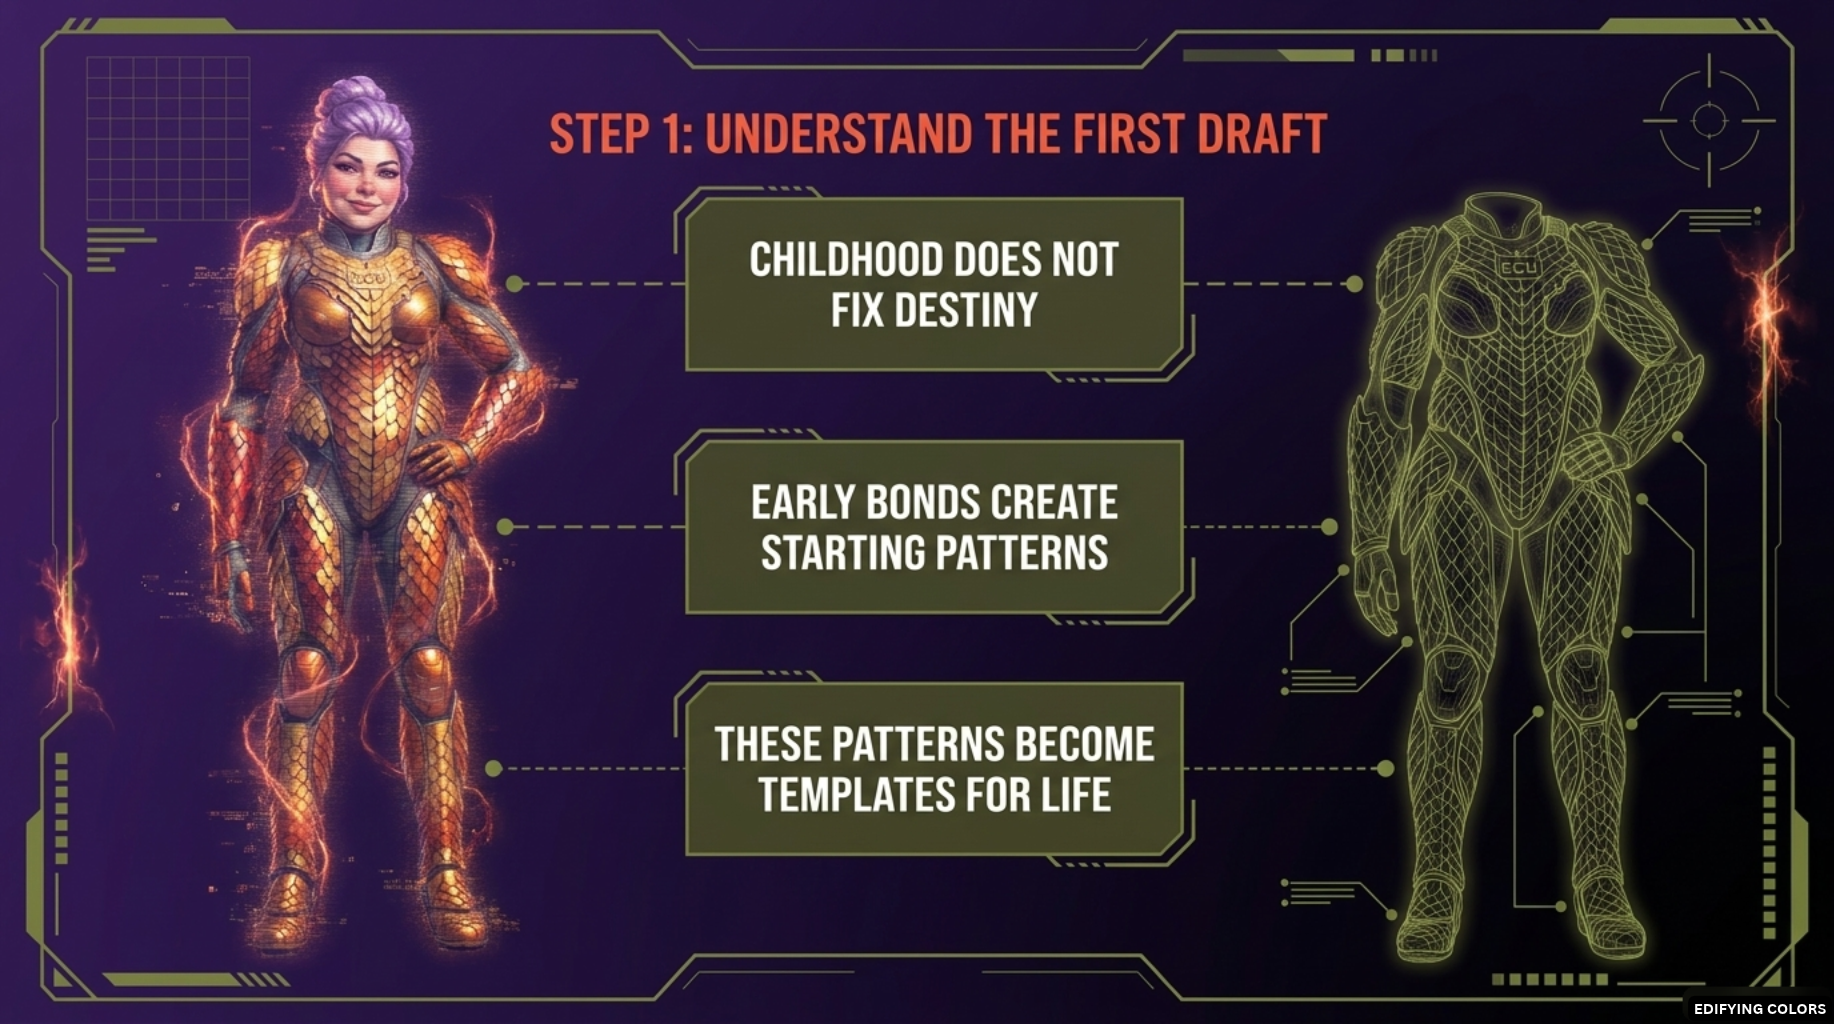 STEP 1: UNDERSTAND THE FIRST DRAFT
CHILDHOOD DOES NOT
FIX DESTINY
ECU
EARLY BONDS CREATE
STARTING PATTERNS
THESE PATTERNS BECOME
TEMPLATES FOR LIFE
EDIFYING COLORS